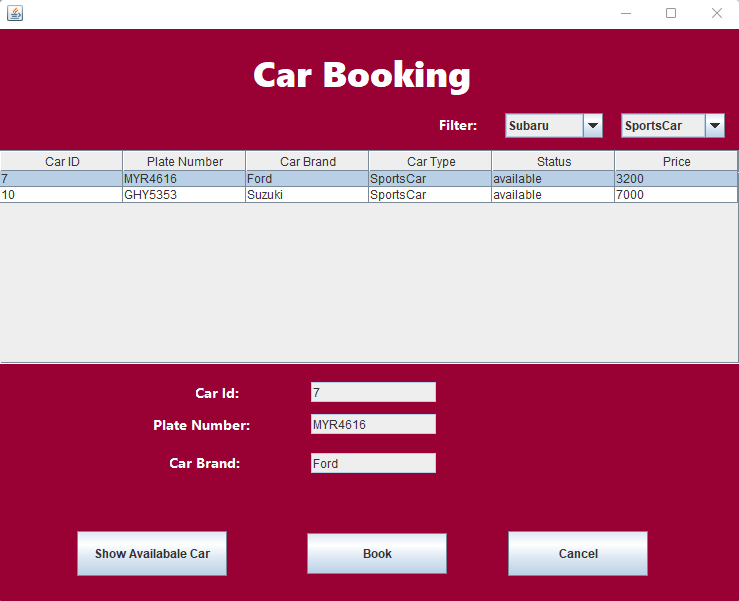 Car Booking
Filter: Subaru SportsCar
Car ID Plate Number Car Brand Car Type Status Price
7 MYR4616 Ford SportsCar available 3200
10 GHY5353 Suzuki SportsCar available 7000
Car Id: 7
Plate Number: MYR4616
Car Brand: Ford
Show Availabale Car Book Cancel